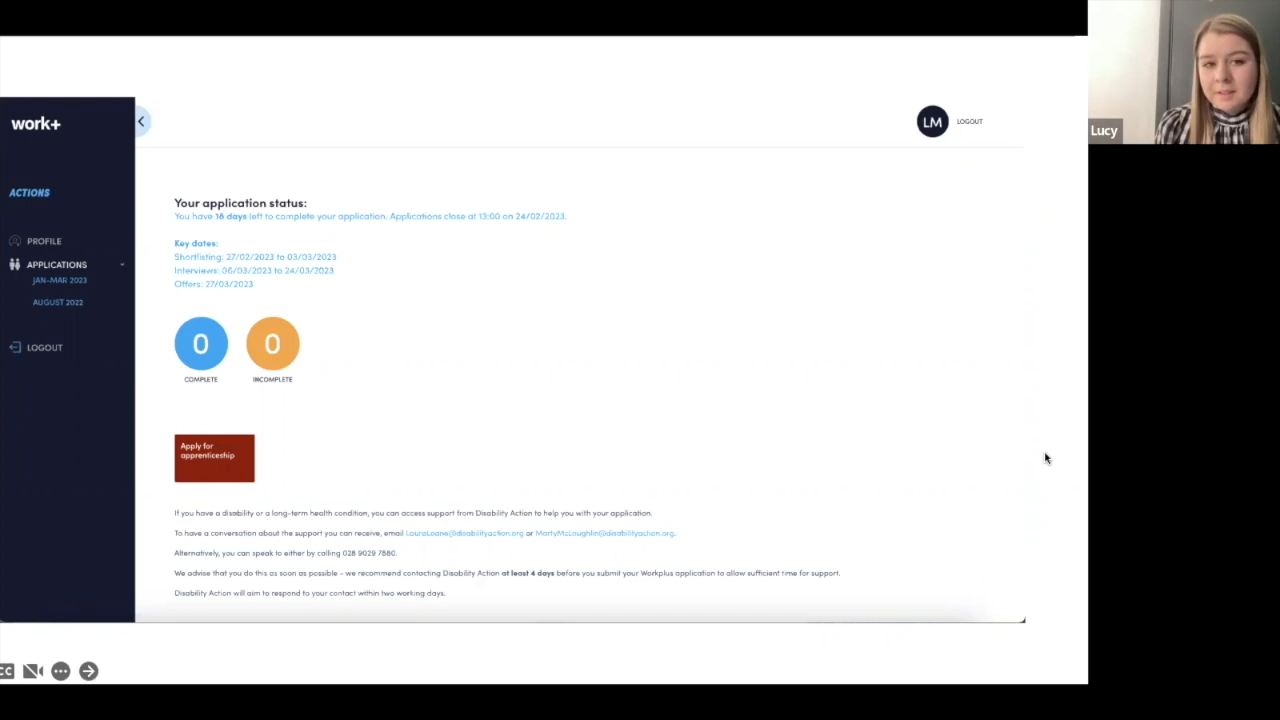 work+
LM
LOGOUT
Lucy
ACTIONS
PROFILE
APPLICATIONS
JAN-MAR 2023
AUGUST 2022
LOGOUT
Your application status:
You have 18 days left to complete your application. Applications close at 13:00 on 24/02/2023.
Key dates:
Shortlisting: 27/02/2023 to 03/03/2023
Interviews: 06/03/2023 to 24/03/2023
Offers: 27/03/2023
0
0
COMPLETE
INCOMPLETE
Apply for
apprenticeship
If you have a disability or a long-term health condition, you can access support from Disability Action to help you with your application.
To have a conversation about the support you can receive, email LauraLoane@disabilityaction.org or MartyMcLoughlin@disabilityaction.org.
Alternatively, you can speak to either by calling 028 9029 7880.
We advise that you do this as soon as possible - we recommend contacting Disability Action at least 4 days before you submit your Workplus application to allow sufficient time for support.
Disability Action will aim to respond to your contact within two working days.
CC